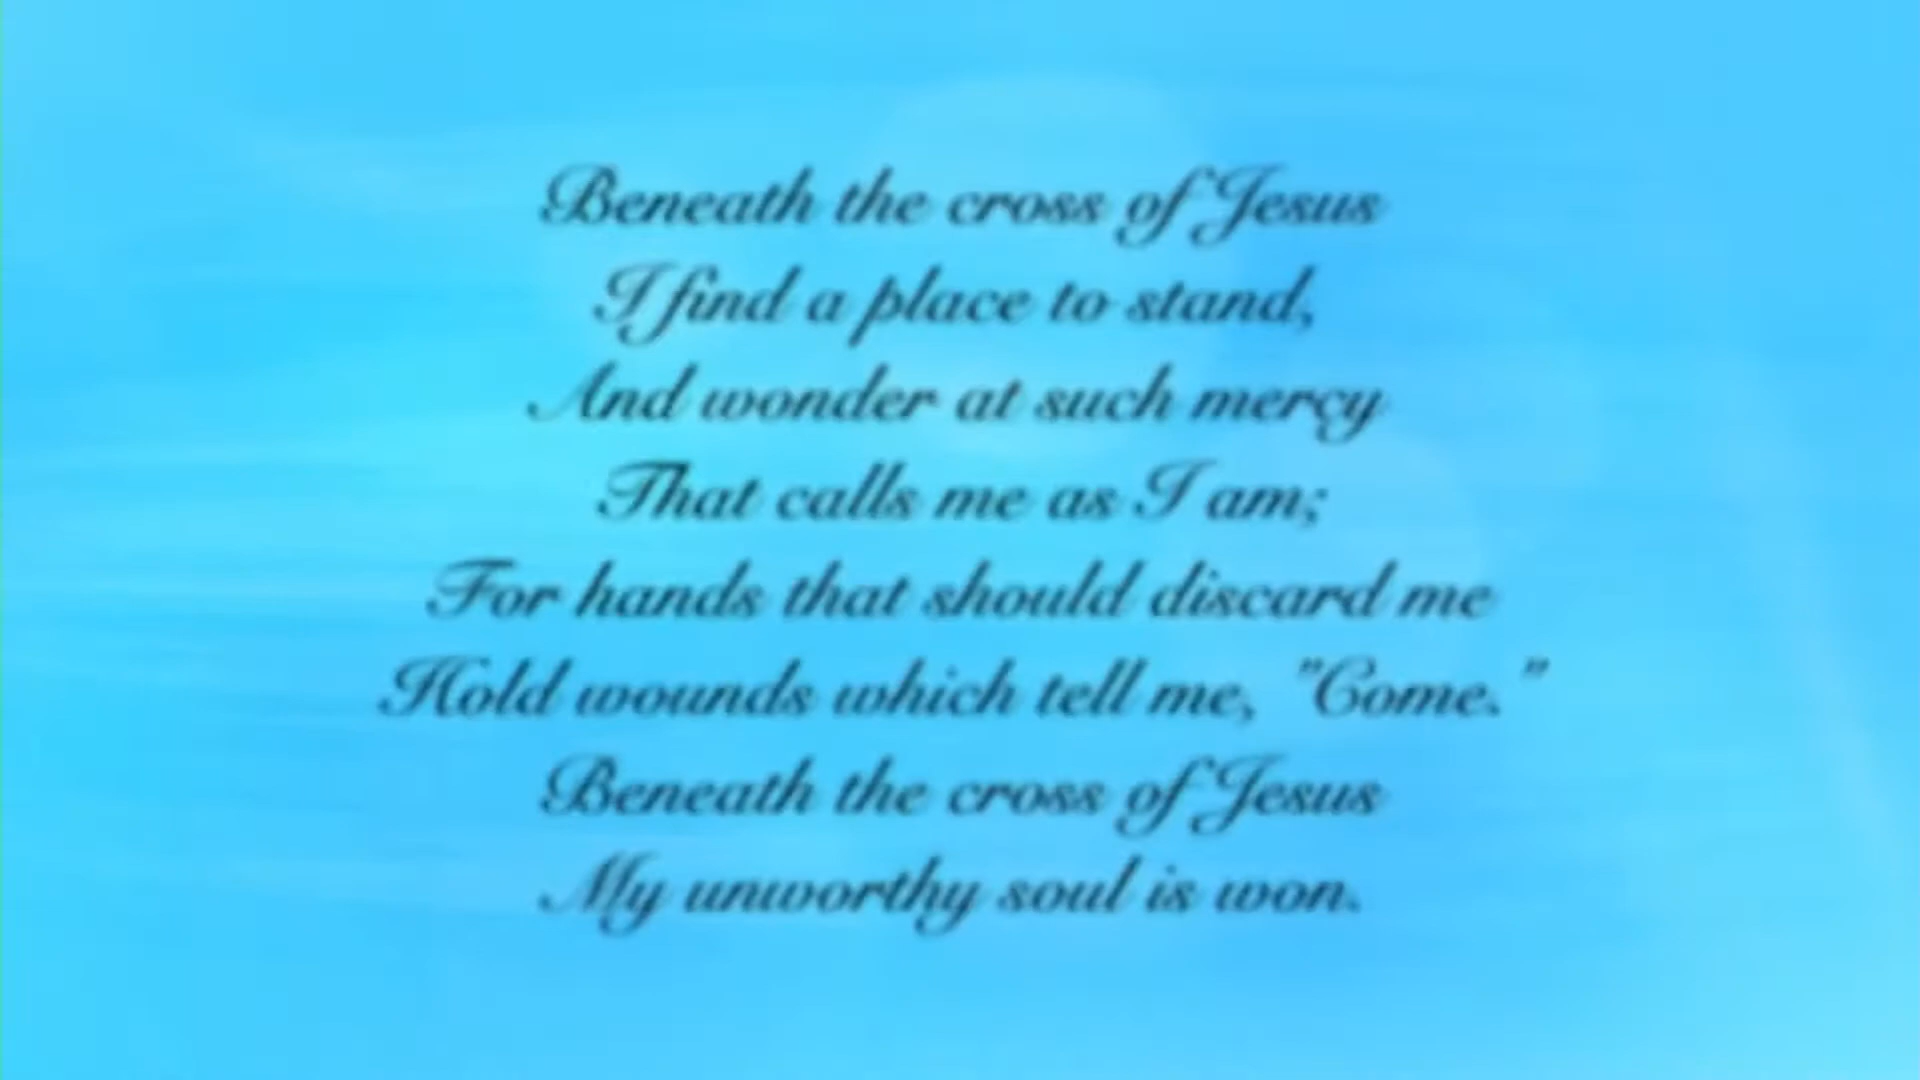 Beneath the cross of Jesus
I find a place to stand,
And wonder at such mercy
That calls me as I am;
For hands that should discard me
Hold wounds which tell me, "Come."
Beneath the cross of Jesus
My unworthy soul is won.